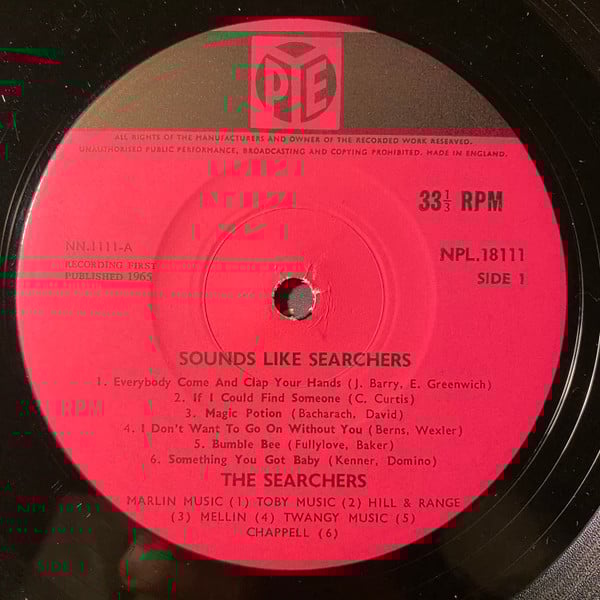 PYE
ALL RIGHTS OF THE MANUFACTURERS AND OWNER OF THE RECORDED WORK RESERVED.
UNAUTHORISED PUBLIC PERFORMANCE, BROADCASTING AND COPYING PROHIBITED. MADE IN ENGLAND.
33⅓ RPM
NN.1111-A
RECORDING FIRST
PUBLISHED 1965
NPL.18111
SIDE 1
SOUNDS LIKE SEARCHERS
1. Everybody Come And Clap Your Hands (J. Barry, E. Greenwich)
2. If I Could Find Someone (C. Curtis)
3. Magic Potion (Bacharach, David)
4. I Don't Want To Go On Without You (Berns, Wexler)
5. Bumble Bee (Fullylove, Baker)
6. Something You Got Baby (Kenner, Domino)
THE SEARCHERS
MARLIN MUSIC (1) TOBY MUSIC (2) HILL & RANGE
(3) MELLIN (4) TWANGY MUSIC (5)
CHAPPELL (6)